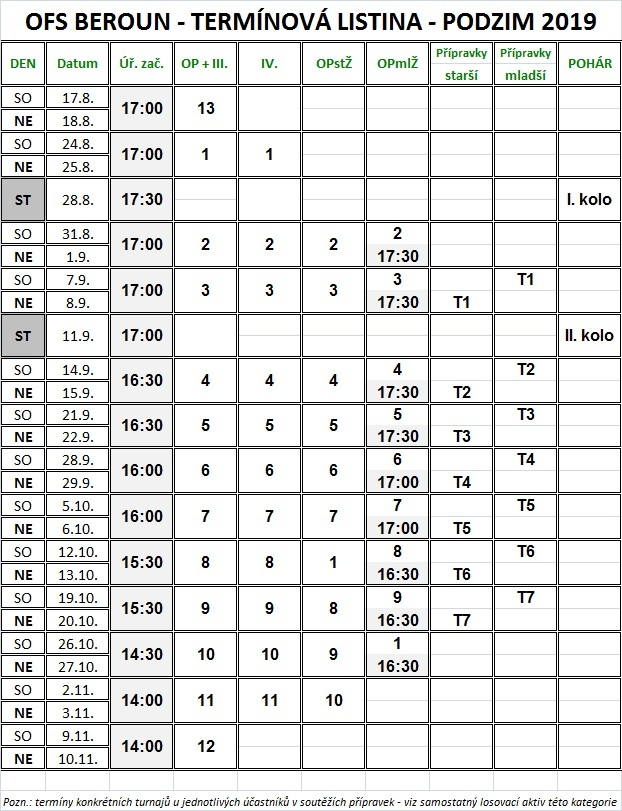 OFS BEROUN - TERMÍNOVÁ LISTINA - PODZIM 2019
DEN Datum Úř. zač. OP + III. IV. OPstŽ OPmlŽ Přípravky starší Přípravky mladší POHÁR
SO 17.8. 17:00 13
NE 18.8.
SO 24.8. 17:00 1 1
NE 25.8.
ST 28.8. 17:30 I. kolo
SO 31.8. 17:00 2 2 2 2
NE 1.9. 17:30
SO 7.9. 17:00 3 3 3 3 T1
NE 8.9. 17:30 T1
ST 11.9. 17:00 II. kolo
SO 14.9. 16:30 4 4 4 4 T2
NE 15.9. 17:30 T2
SO 21.9. 16:30 5 5 5 5 T3
NE 22.9. 17:30 T3
SO 28.9. 16:00 6 6 6 6 T4
NE 29.9. 17:00 T4
SO 5.10. 16:00 7 7 7 7 T5
NE 6.10. 17:00 T5
SO 12.10. 15:30 8 8 1 8 T6
NE 13.10. 16:30 T6
SO 19.10. 15:30 9 9 8 9 T7
NE 20.10. 16:30 T7
SO 26.10. 14:30 10 10 9 1
NE 27.10. 16:30
SO 2.11. 14:00 11 11 10
NE 3.11.
SO 9.11. 14:00 12
NE 10.11.
Pozn.: termíny konkrétních turnajů u jednotlivých účastníků v soutěžích přípravek - viz samostatný losovací aktiv této kategorie